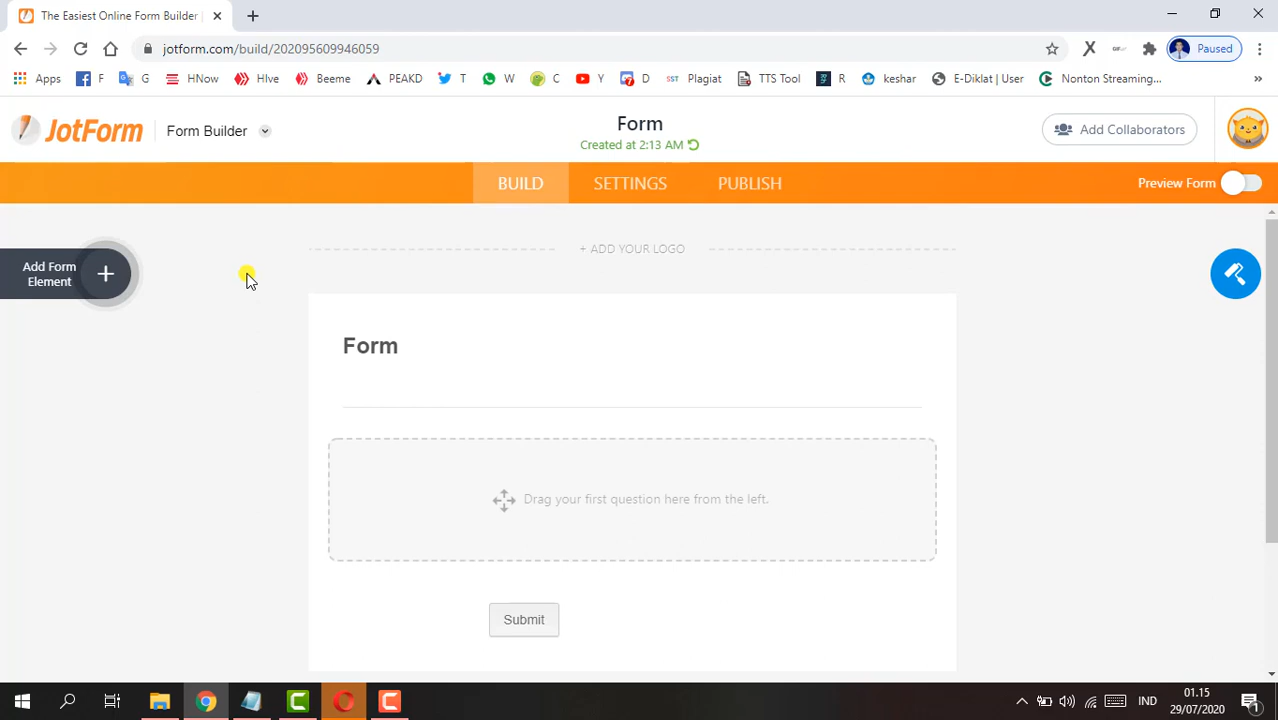 The Easiest Online Form Builder
jotform.com/build/202095609946059
Paused
Apps
F
G
HNow
HIve
Beeme
PEAKD
T
W
C
Y
D
SST
Plagiat
TTS Tool
R
keshar
E-Diklat | User
Nonton Streaming...
»
JotForm
Form Builder
Form
Created at 2:13 AM
Add Collaborators
BUILD
SETTINGS
PUBLISH
Preview Form
Add Form
Element
+ ADD YOUR LOGO
Form
Drag your first question here from the left.
Submit
IND
01.15
29/07/2020
1